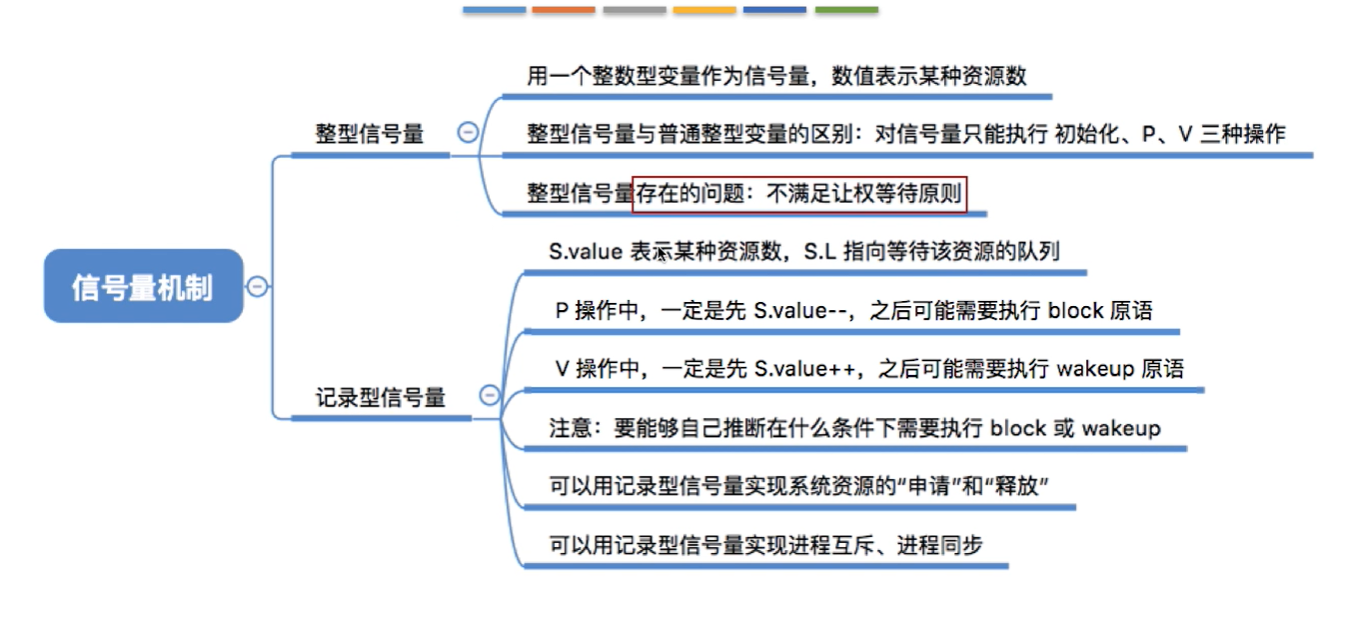 用一个整数型变量作为信号量，数值表示某种资源数
整型信号量
整型信号量与普通整型变量的区别：对信号量只能执行 初始化、P、V 三种操作
整型信号量存在的问题：不满足让权等待原则
信号量机制
S.value 表示某种资源数，S.L 指向等待该资源的队列
P 操作中，一定是先 S.value--，之后可能需要执行 block 原语
V 操作中，一定是先 S.value++，之后可能需要执行 wakeup 原语
记录型信号量
注意：要能够自己推断在什么条件下需要执行 block 或 wakeup
可以用记录型信号量实现系统资源的“申请”和“释放”
可以用记录型信号量实现进程互斥、进程同步